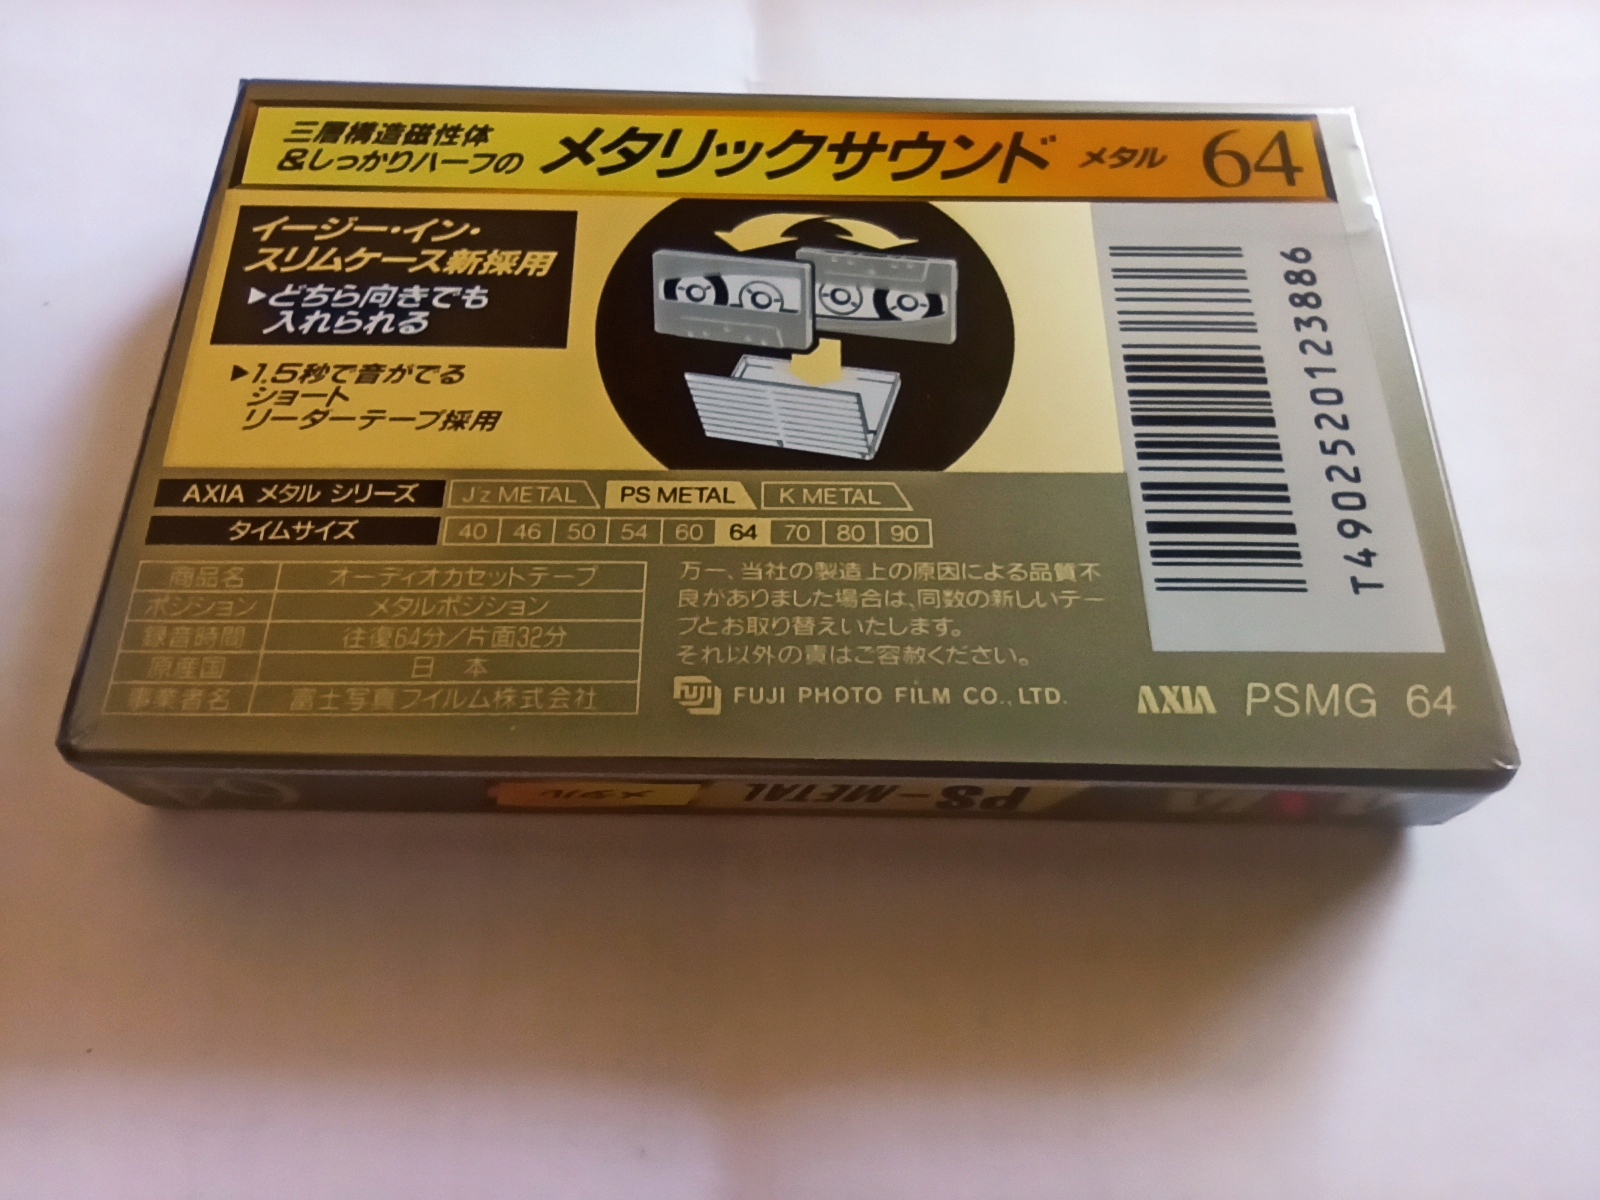 三層構造磁性体
&しっかりハーフの
メタリックサウンド メタル 64
イージー・イン・
スリムケース新採用
▶どちら向きでも
入れられる
▶1.5秒で音がでる
ショート
リーダーテープ採用
T4902520123886
AXIA メタル シリーズ J'z METAL PS METAL K METAL
タイムサイズ 40 46 50 54 60 64 70 80 90
商品名 オーディオカセットテープ
ポジション メタルポジション
録音時間 往復64分/片面32分
原産国 日本
事業者名 富士写真フイルム株式会社
万一、当社の製造上の原因による品質不
良がありました場合は、同数の新しいテー
プとお取り替えいたします。
それ以外の責はご容赦ください。
FUJI FUJI PHOTO FILM CO., LTD.
AXIA PSMG 64
PS-METAL メタル 64